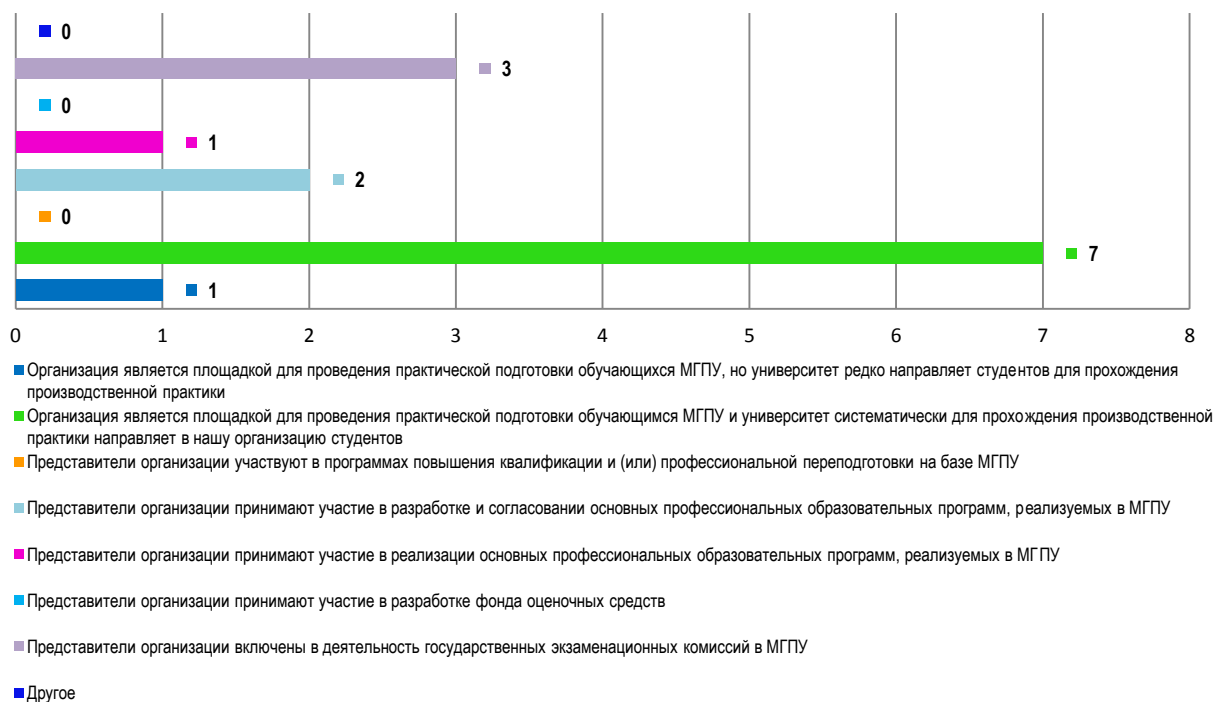 0
3
0
1
2
0
7
1
0 1 2 3 4 5 6 7 8
Организация является площадкой для проведения практической подготовки обучающихся МГПУ, но университет редко направляет студентов для прохождения
производственной практики
Организация является площадкой для проведения практической подготовки обучающимся МГПУ и университет систематически для прохождения производственной
практики направляет в нашу организацию студентов
Представители организации участвуют в программах повышения квалификации и (или) профессиональной переподготовки на базе МГПУ
Представители организации принимают участие в разработке и согласовании основных профессиональных образовательных программ, реализуемых в МГПУ
Представители организации принимают участие в реализации основных профессиональных образовательных программ, реализуемых в МГПУ
Представители организации принимают участие в разработке фонда оценочных средств
Представители организации включены в деятельность государственных экзаменационных комиссий в МГПУ
Другое